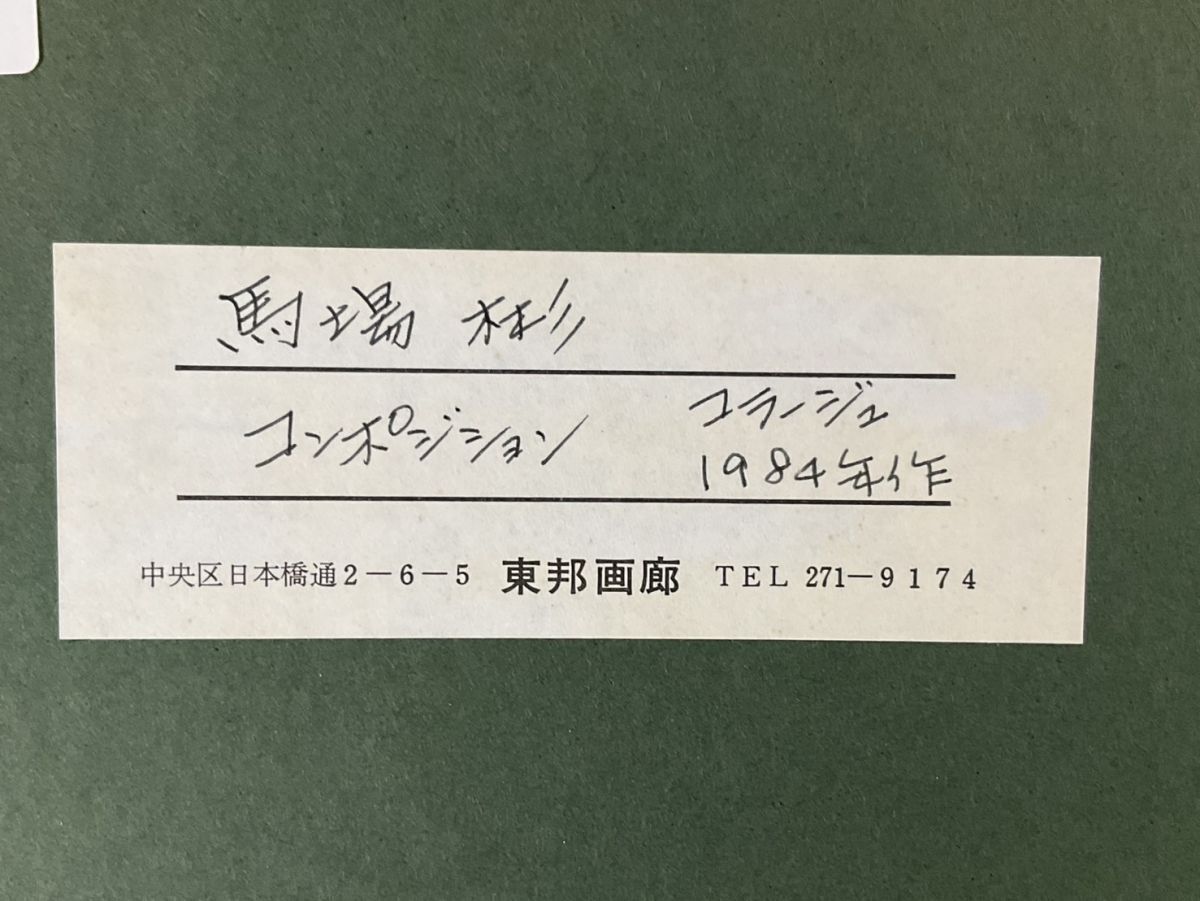 馬場 彬
コンポジション
コラージュ
1984年作
中央区日本橋通2−6−5 東邦画廊 TEL 271−9174